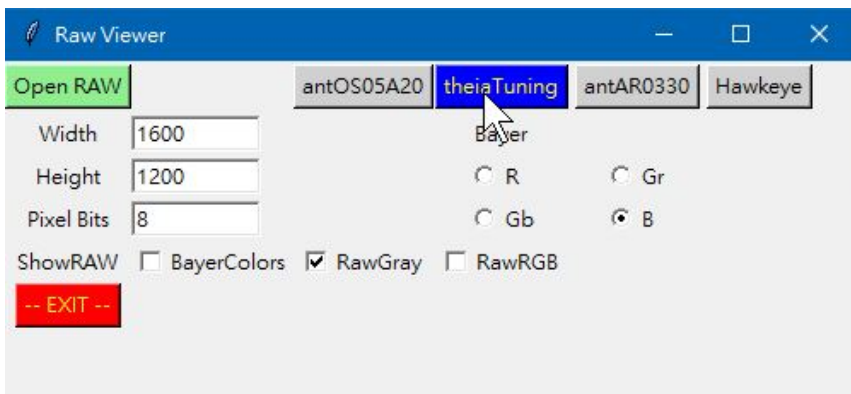 Raw Viewer
Open RAW antOS05A20 theiaTuning antAR0330 Hawkeye
Width 1600 Bayer
Height 1200 R Gr
Pixel Bits 8 Gb B
ShowRAW BayerColors RawGray RawRGB
-- EXIT --